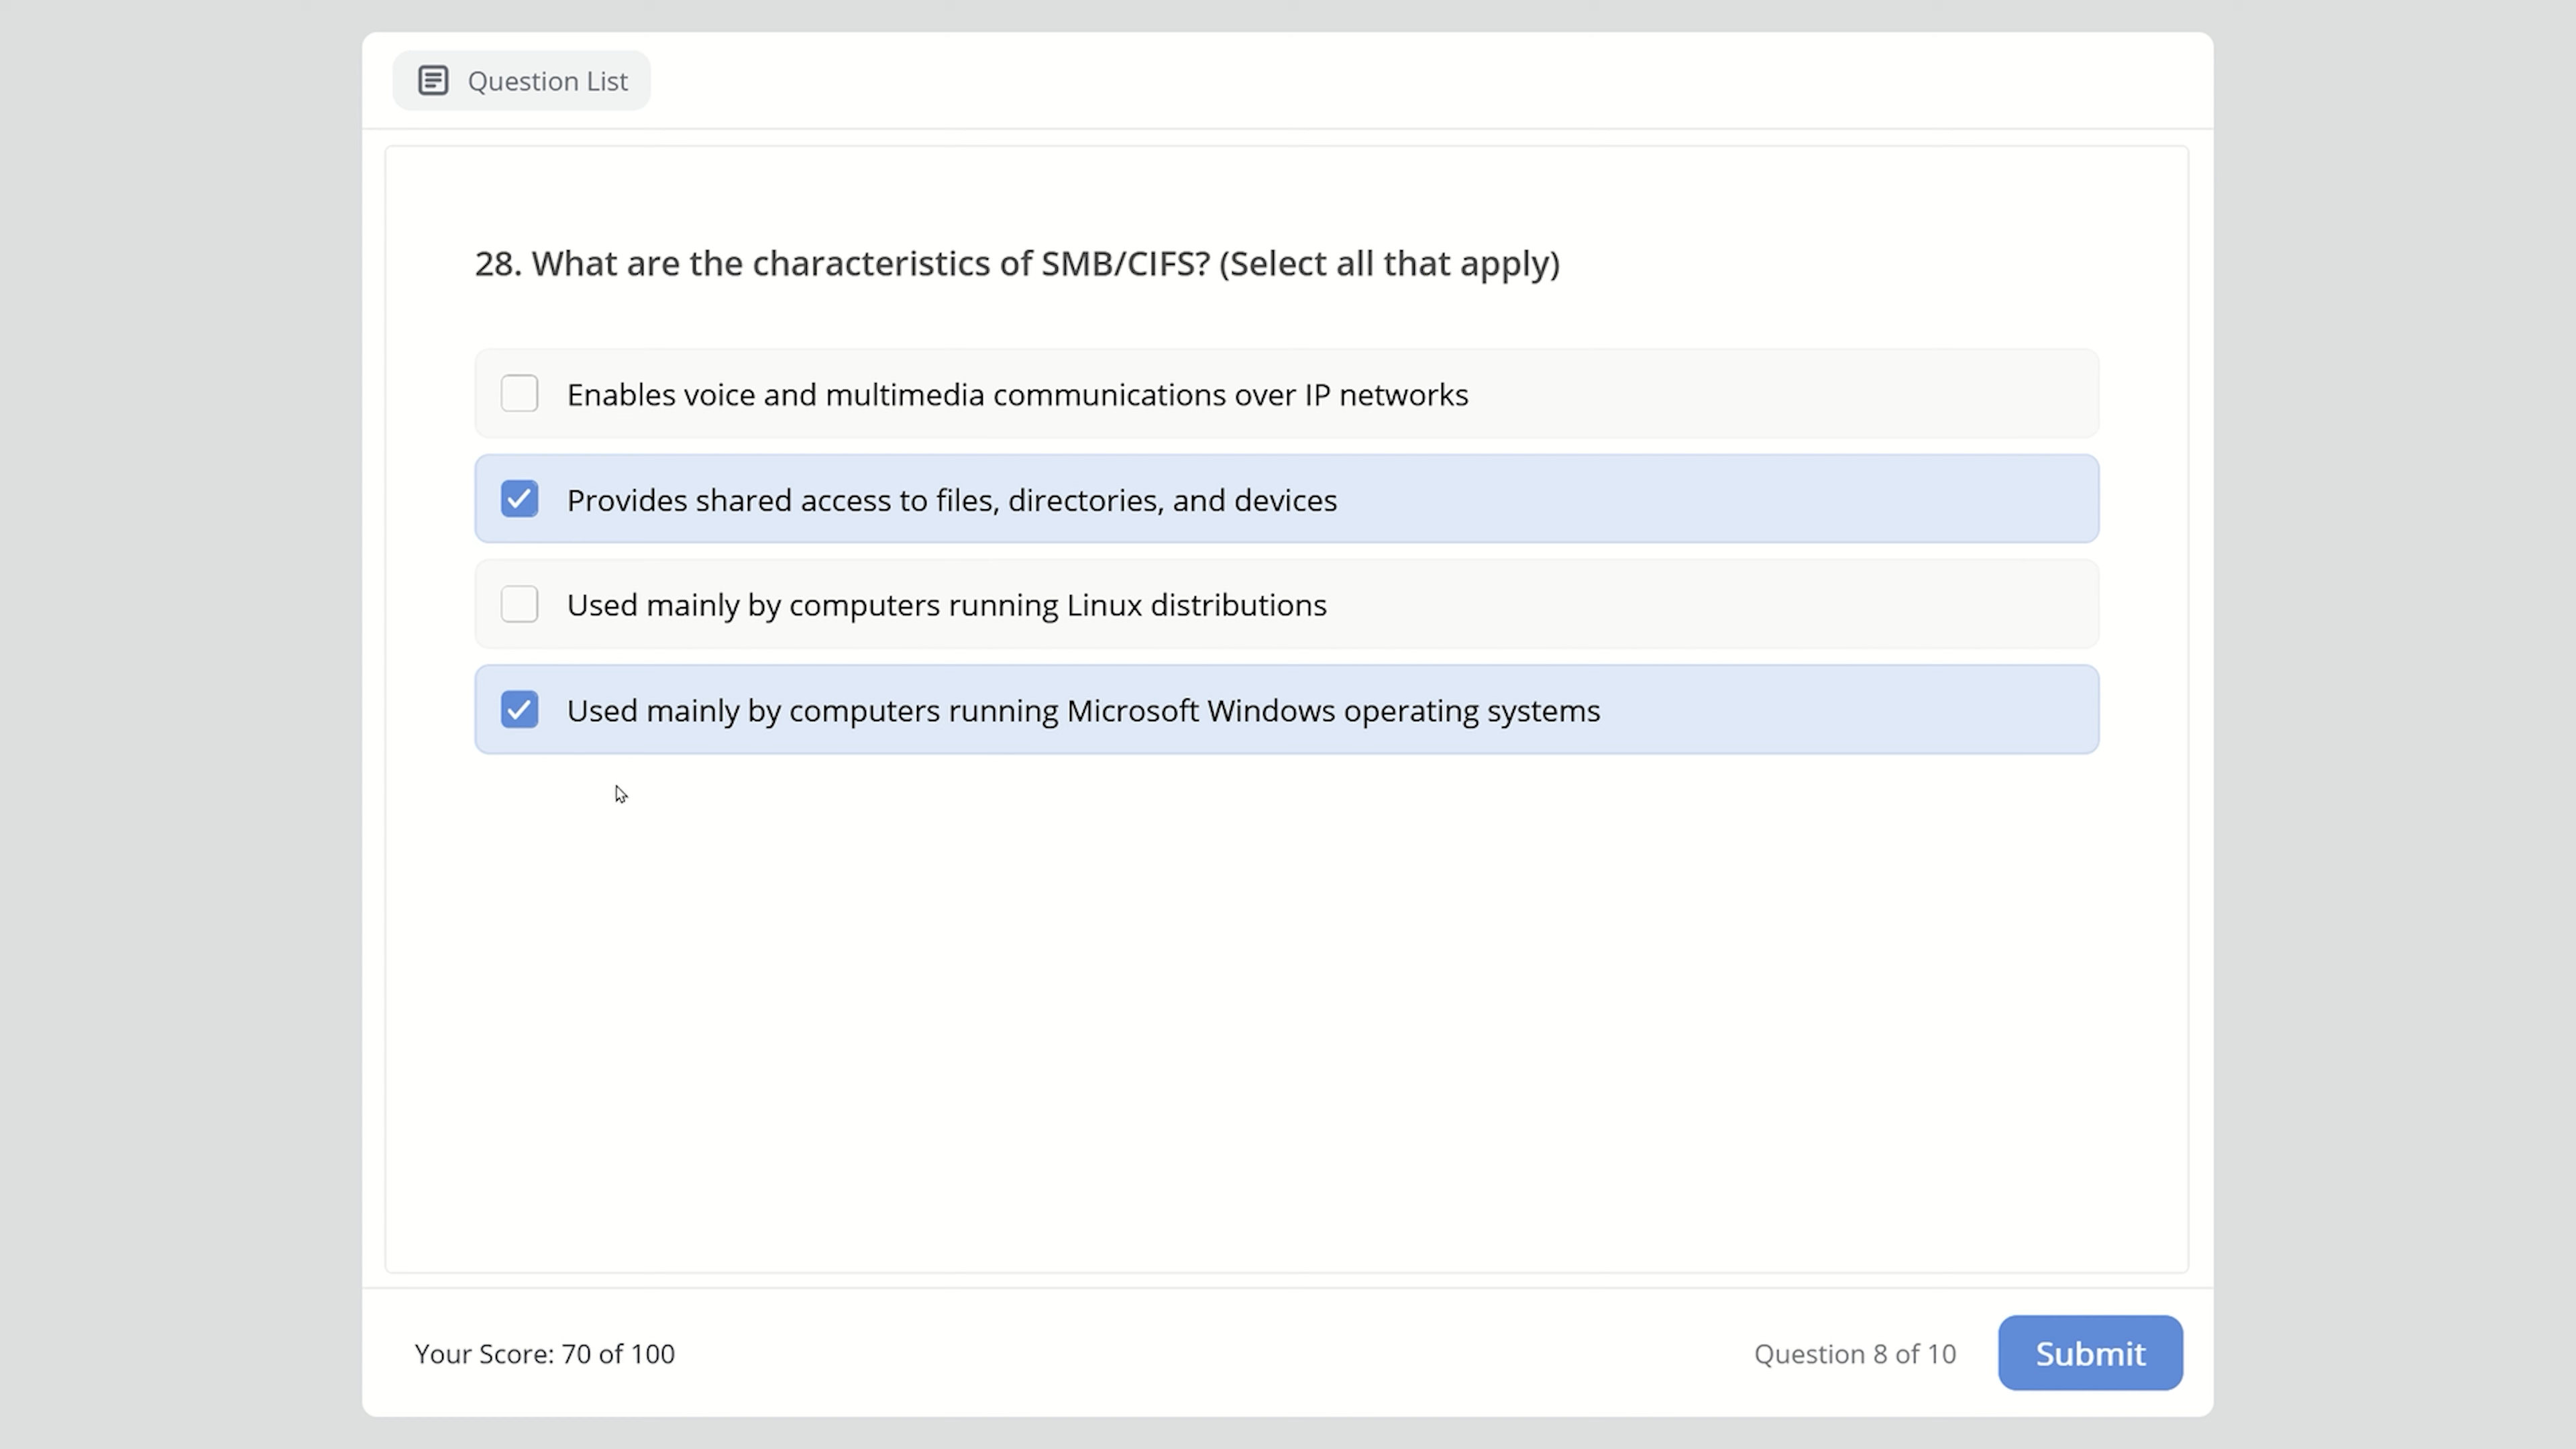 Question List
28. What are the characteristics of SMB/CIFS? (Select all that apply)
Enables voice and multimedia communications over IP networks
Provides shared access to files, directories, and devices
Used mainly by computers running Linux distributions
Used mainly by computers running Microsoft Windows operating systems
Your Score: 70 of 100
Question 8 of 10
Submit